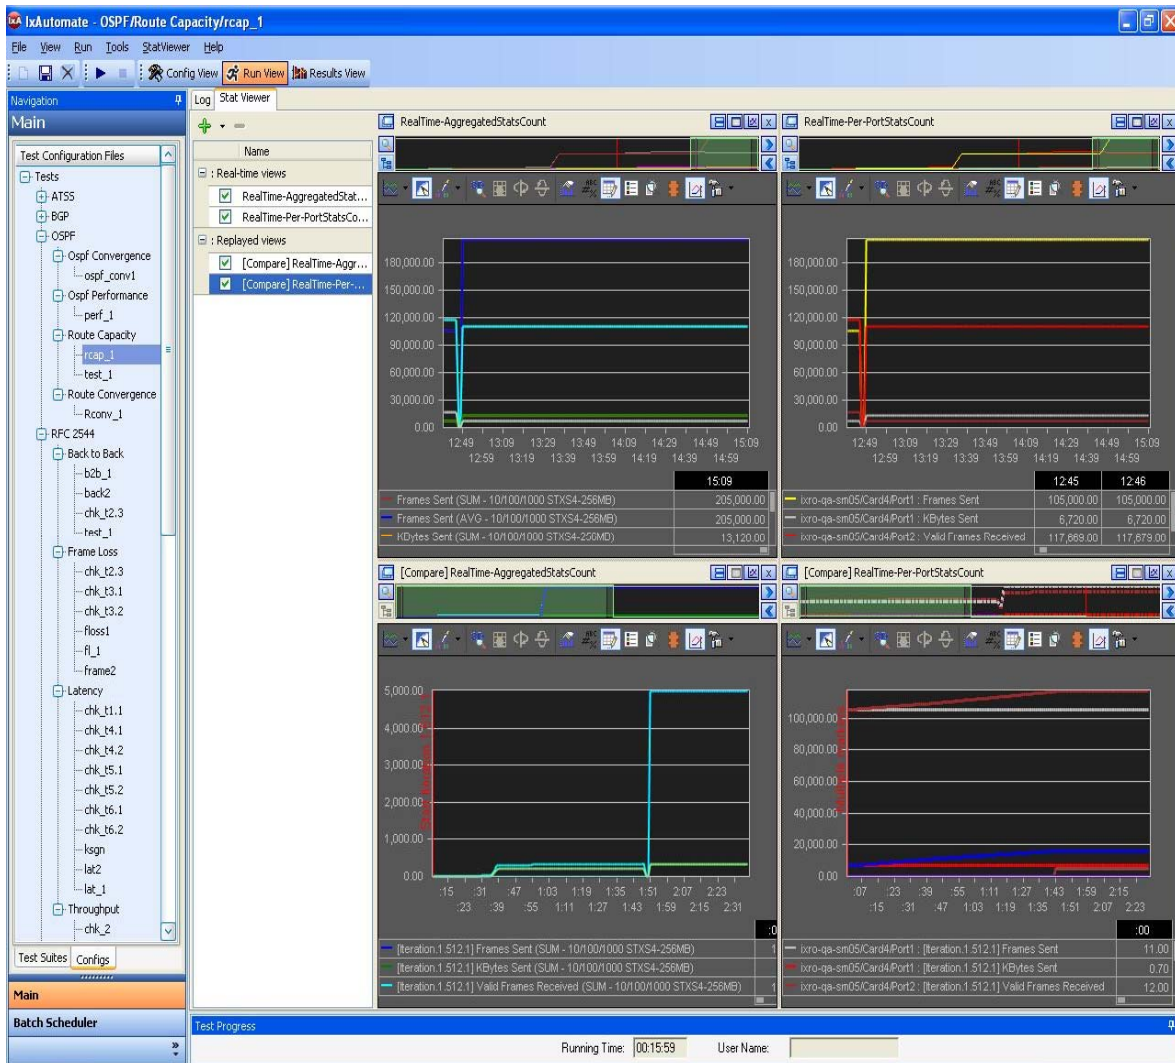 IxAutomate - OSPF/Route Capacity/rcap_1
File View Run Tools StatViewer Help
Config View Run View Results View
Navigation
Main
Test Configuration Files
Tests
ATSS
BGP
OSPF
Ospf Convergence
ospf_conv1
Ospf Performance
perf_1
Route Capacity
rcap_1
test_1
Route Convergence
Rconv_1
RFC 2544
Back to Back
b2b_1
back2
chk_t2.3
test_1
Frame Loss
chk_t2.3
chk_t3.1
chk_t3.2
floss1
fl_1
frame2
Latency
chk_t1.1
chk_t4.1
chk_t4.2
chk_t5.1
chk_t5.2
chk_t6.1
chk_t6.2
ksgn
lat2
lat_1
Throughput
chk_2
Test Suites Configs
Main
Batch Scheduler
Log Stat Viewer
Name
: Real-time views
RealTime-AggregatedStat...
RealTime-Per-PortStatsCo...
: Replayed views
[Compare] RealTime-Aggr...
[Compare] RealTime-Per-...
RealTime-AggregatedStatsCount
180,000.00
150,000.00
120,000.00
90,000.00
60,000.00
30,000.00
0.00
12:49 13:09 13:29 13:49 14:09 14:29 14:49 15:09
12:59 13:19 13:39 13:59 14:19 14:39 14:59
15:09
Frames Sent (SUM - 10/100/1000 STXS4-256MB) 205,000.00
Frames Sent (AVG - 10/100/1000 STXS4-256MB) 205,000.00
KBytes Sent (SUM - 10/100/1000 STXS4-256MB) 13,120.00
RealTime-Per-PortStatsCount
180,000.00
150,000.00
120,000.00
90,000.00
60,000.00
30,000.00
0.00
12:49 13:09 13:29 13:49 14:09 14:29 14:49 15:09
12:59 13:19 13:39 13:59 14:19 14:39 14:59
12:45 12:46
ixro-qa-sm05/Card4/Port1 : Frames Sent 105,000.00 105,000.00
ixro-qa-sm05/Card4/Port1 : KBytes Sent 6,720.00 6,720.00
ixro-qa-sm05/Card4/Port2 : Valid Frames Received 117,669.00 117,679.00
[Compare] RealTime-AggregatedStatsCount
5,000.00
4,000.00
3,000.00
2,000.00
1,000.00
0.00
:15 :31 :47 1:03 1:19 1:35 1:51 2:07 2:23
:23 :39 :55 1:11 1:27 1:43 1:59 2:15 2:31
:0
[Iteration.1.512.1] Frames Sent (SUM - 10/100/1000 STXS4-256MB) 1
[Iteration.1.512.1] KBytes Sent (SUM - 10/100/1000 STXS4-256MB)
[Iteration.1.512.1] Valid Frames Received (SUM - 10/100/1000 STXS4-256MB) 1
[Compare] RealTime-Per-PortStatsCount
100,000.00
80,000.00
60,000.00
40,000.00
20,000.00
0.00
:07 :23 :39 :55 1:11 1:27 1:43 1:59 2:15
:15 :31 :47 1:03 1:19 1:35 1:51 2:07 2:23
:00
ixro-qa-sm05/Card4/Port1 : [Iteration.1.512.1] Frames Sent 11.00
ixro-qa-sm05/Card4/Port1 : [Iteration.1.512.1] KBytes Sent 0.70
ixro-qa-sm05/Card4/Port2 : [Iteration.1.512.1] Valid Frames Received 12.00
Test Progress
Running Time: 00:15:59 User Name: